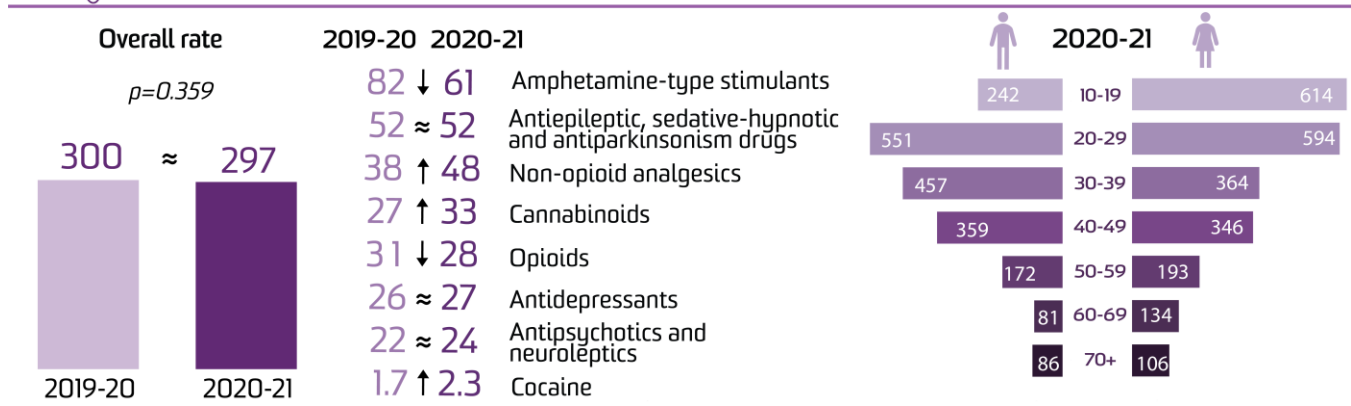 Overall rate
p=0.359
300 ≈ 297
2019-20 2020-21
2019-20 2020-21
82 ↓ 61 Amphetamine-type stimulants
52 ≈ 52 Antiepileptic, sedative-hypnotic
and antiparkinsonism drugs
38 ↑ 48 Non-opioid analgesics
27 ↑ 33 Cannabinoids
31 ↓ 28 Opioids
26 ≈ 27 Antidepressants
22 ≈ 24 Antipsychotics and
neuroleptics
1.7 ↑ 2.3 Cocaine
2020-21
242 10-19 614
551 20-29 594
457 30-39 364
359 40-49 346
172 50-59 193
81 60-69 134
86 70+ 106